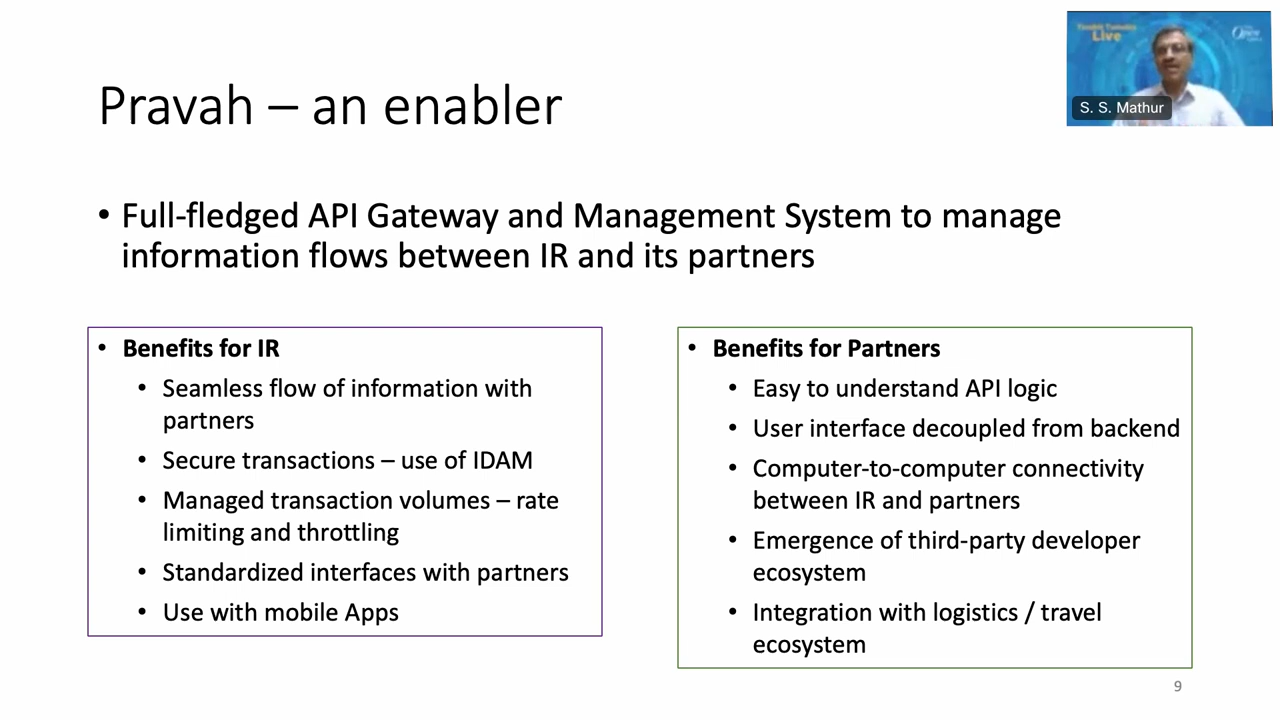 Pravah – an enabler
Live
Open
S. S. Mathur
• Full-fledged API Gateway and Management System to manage
information flows between IR and its partners
• Benefits for IR
• Seamless flow of information with
partners
• Secure transactions – use of IDAM
• Managed transaction volumes – rate
limiting and throttling
• Standardized interfaces with partners
• Use with mobile Apps
• Benefits for Partners
• Easy to understand API logic
• User interface decoupled from backend
• Computer-to-computer connectivity
between IR and partners
• Emergence of third-party developer
ecosystem
• Integration with logistics / travel
ecosystem
9